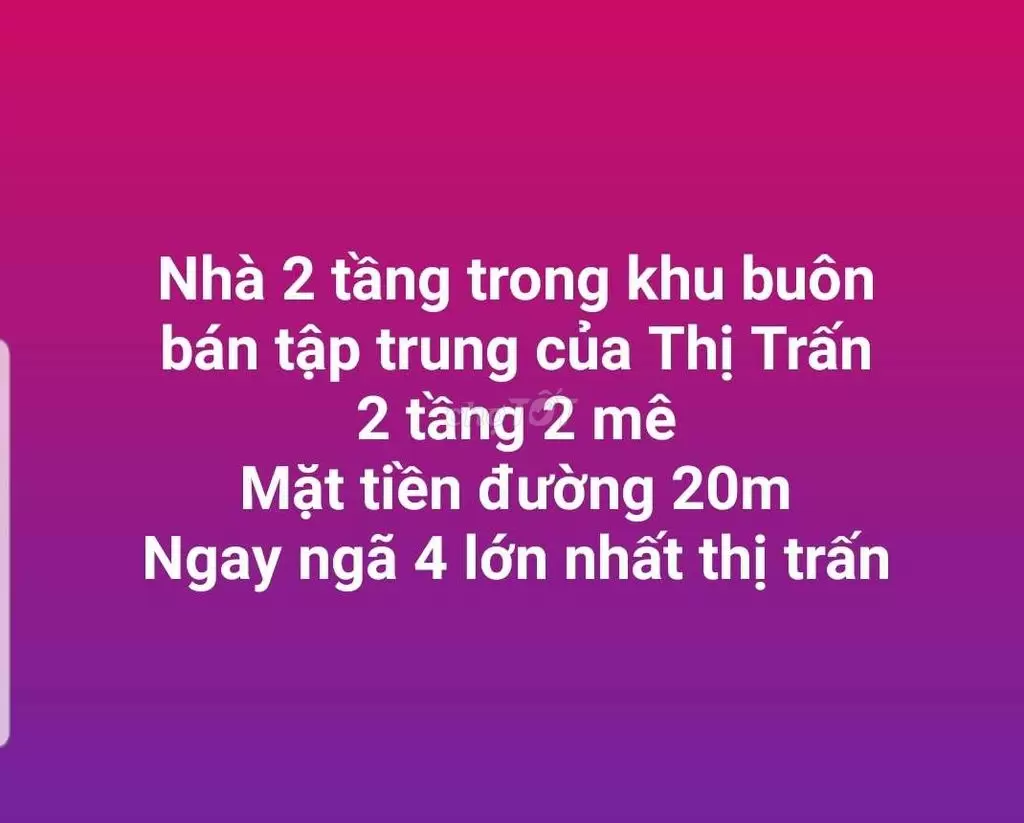 Nhà 2 tầng trong khu buôn
bán tập trung của Thị Trấn
chợTỐT
2 tầng 2 mê
Mặt tiền đường 20m
Ngay ngã 4 lớn nhất thị trấn